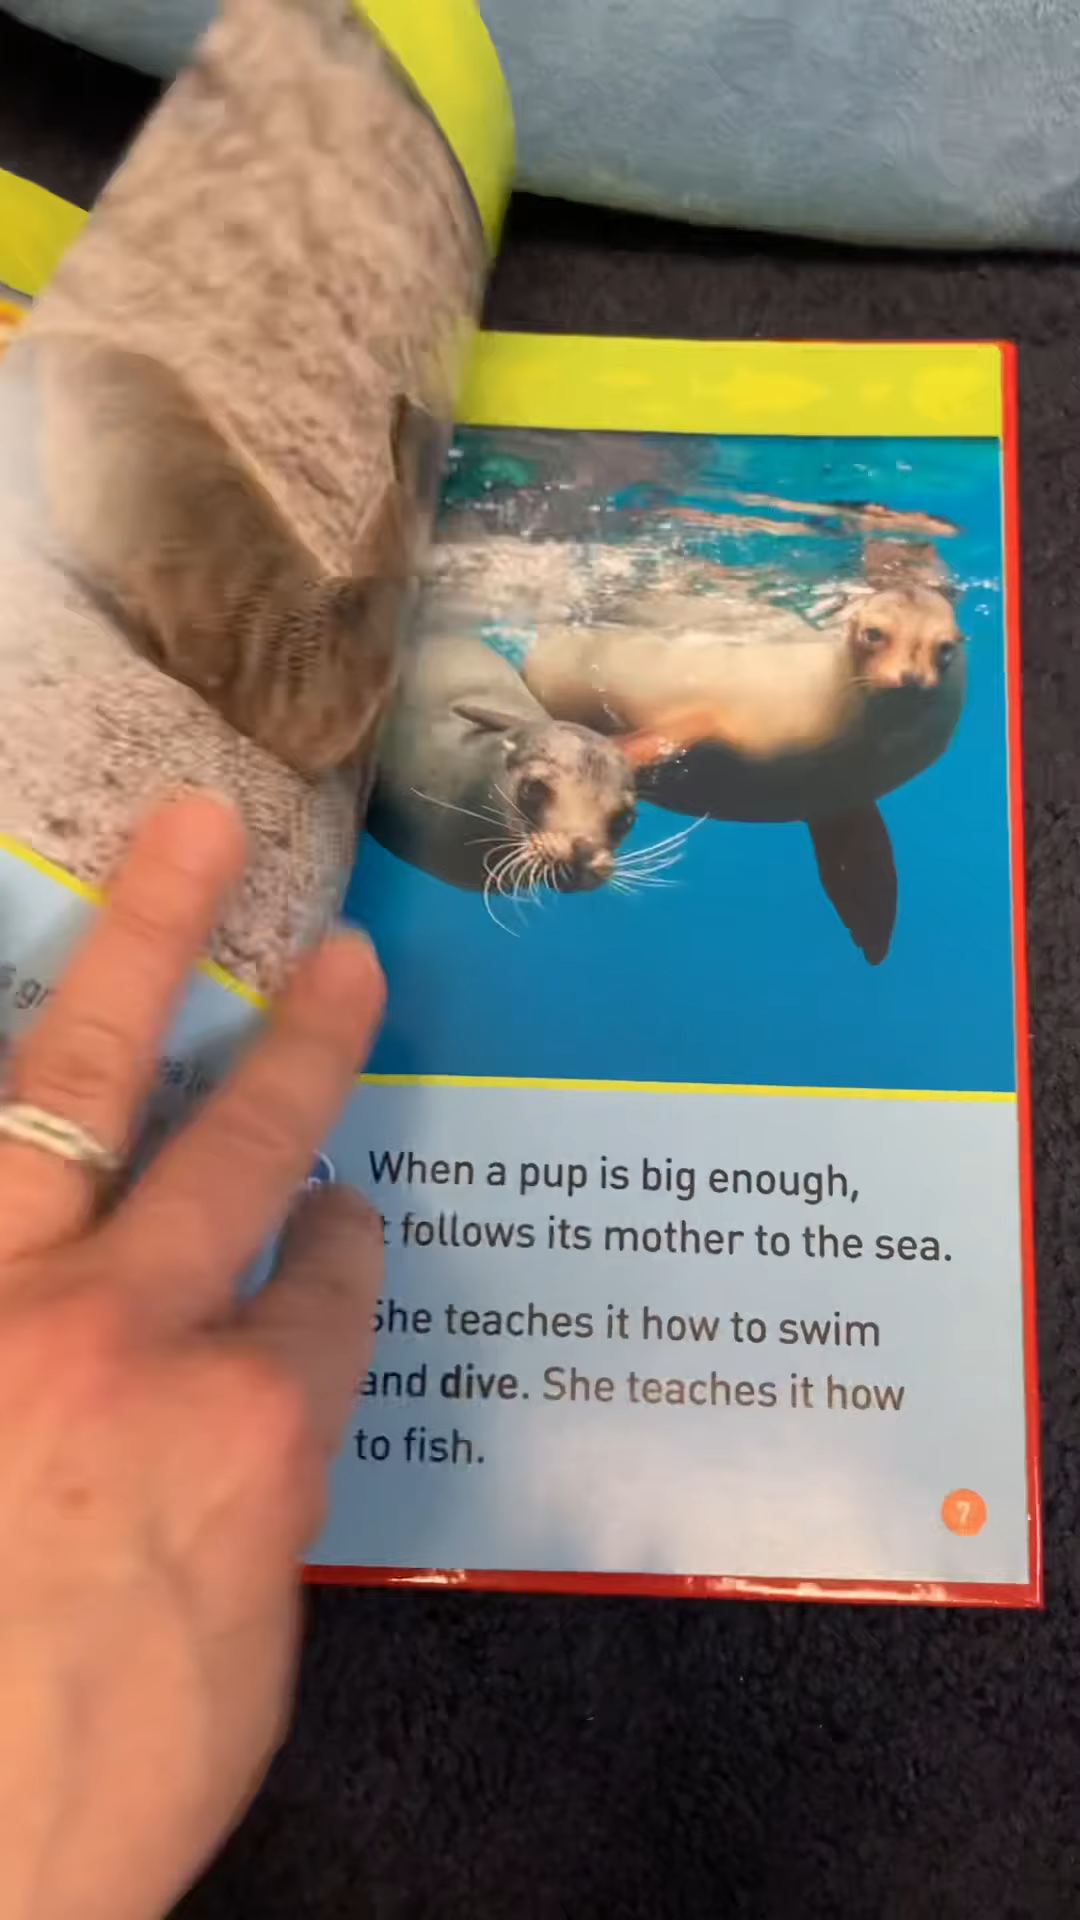 When a pup is big enough,
follows its mother to the sea.
She teaches it how to swim
and dive. She teaches it how
to fish.
7